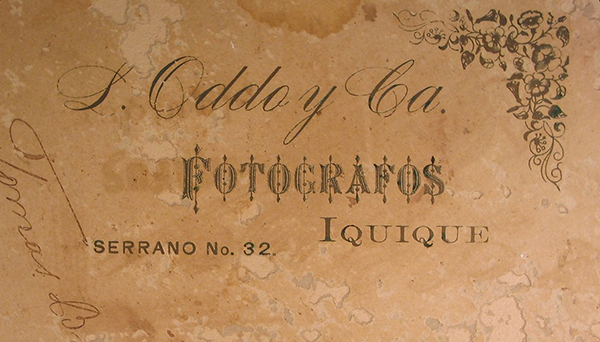 L. Oddo y Ca.
FOTOGRAFOS
IQUIQUE
SERRANO No. 32.